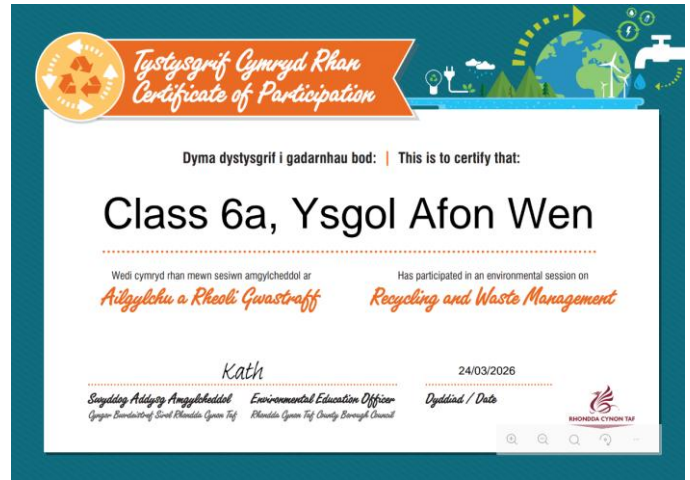 Tystysgrif Cymryd Rhan
Certificate of Participation
Dyma dystysgrif i gadarnhau bod: | This is to certify that:
Class 6a, Ysgol Afon Wen
Wedi cymryd rhan mewn sesiwn amgylcheddol ar
Ailgylchu a Rheoli Gwastraff
Has participated in an environmental session on
Recycling and Waste Management
Kath
Swyddog Addysg Amgylcheddol
Cyngor Bwrdeistref Sirol Rhondda Cynon Taf
Environmental Education Officer
Rhondda Cynon Taf County Borough Council
24/03/2026
Dyddiad / Date
RHONDDA CYNON TAF